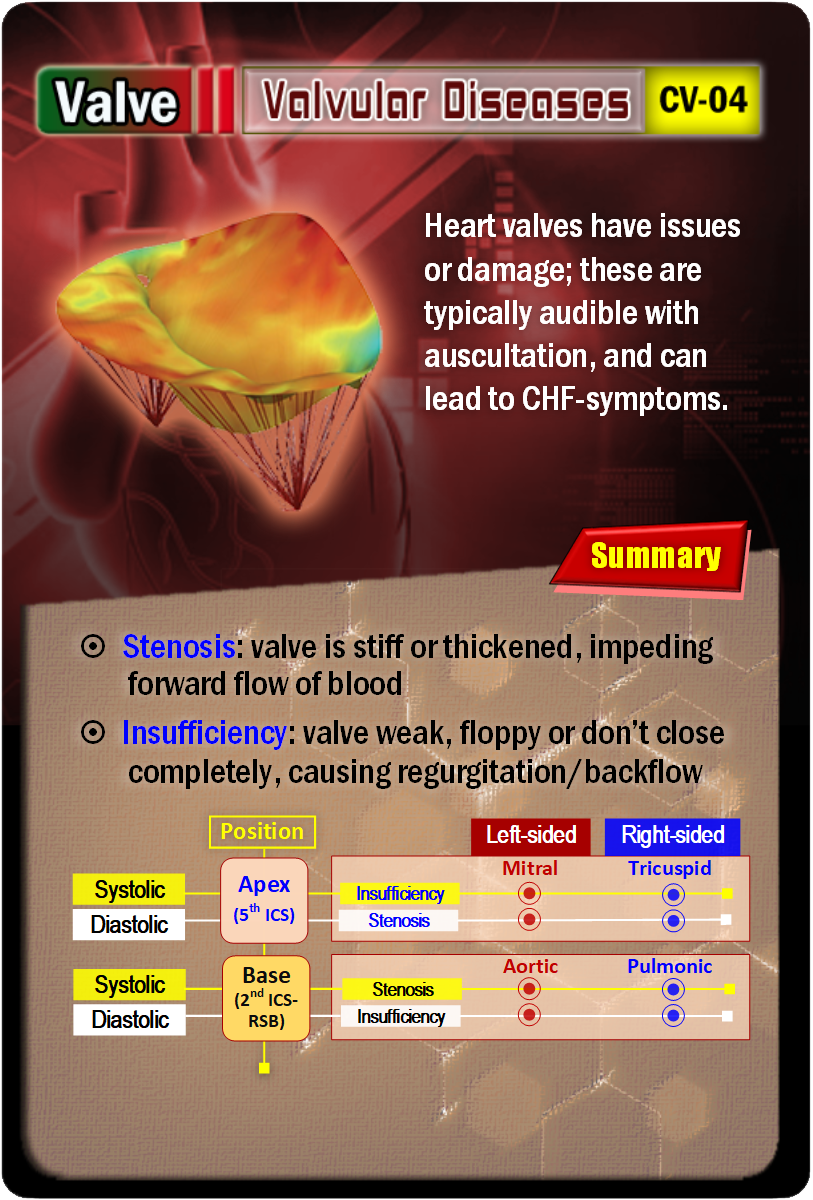 Valve Valvular Diseases CV-04
Heart valves have issues
or damage; these are
typically audible with
auscultation, and can
lead to CHF-symptoms.
Summary
Stenosis: valve is stiff or thickened, impeding
forward flow of blood
Insufficiency: valve weak, floppy or don't close
completely, causing regurgitation/backflow
Position Left-sided Right-sided
Mitral Tricuspid
Systolic Apex Insufficiency
Diastolic (5th ICS) Stenosis
Aortic Pulmonic
Systolic Base Stenosis
(2nd ICS-
Diastolic RSB) Insufficiency